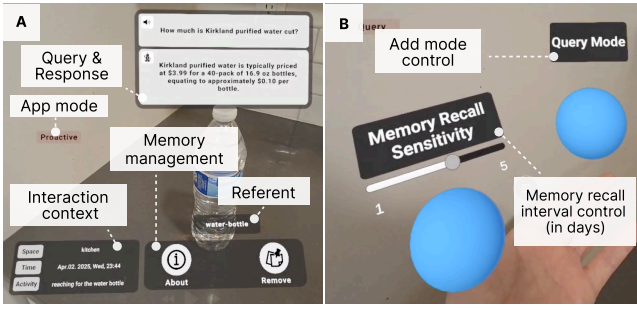 A
How much is Kirkland purified water cut?
Query &
Response
Kirkland purified water is typically priced
at $3.99 for a 40-pack of 16.9 oz bottles,
equating to approximately $0.10 per
bottle.
App mode
Proactive
Memory
management
Referent
Interaction
context
water-bottle
Space
kitchen
Time
Apr.02. 2025, Wed, 23:44
Activity
reaching for the water bottle
About
Remove
B
Query
Add mode
control
Query Mode
Memory Recall
Sensitivity
1
5
Memory recall
interval control
(in days)